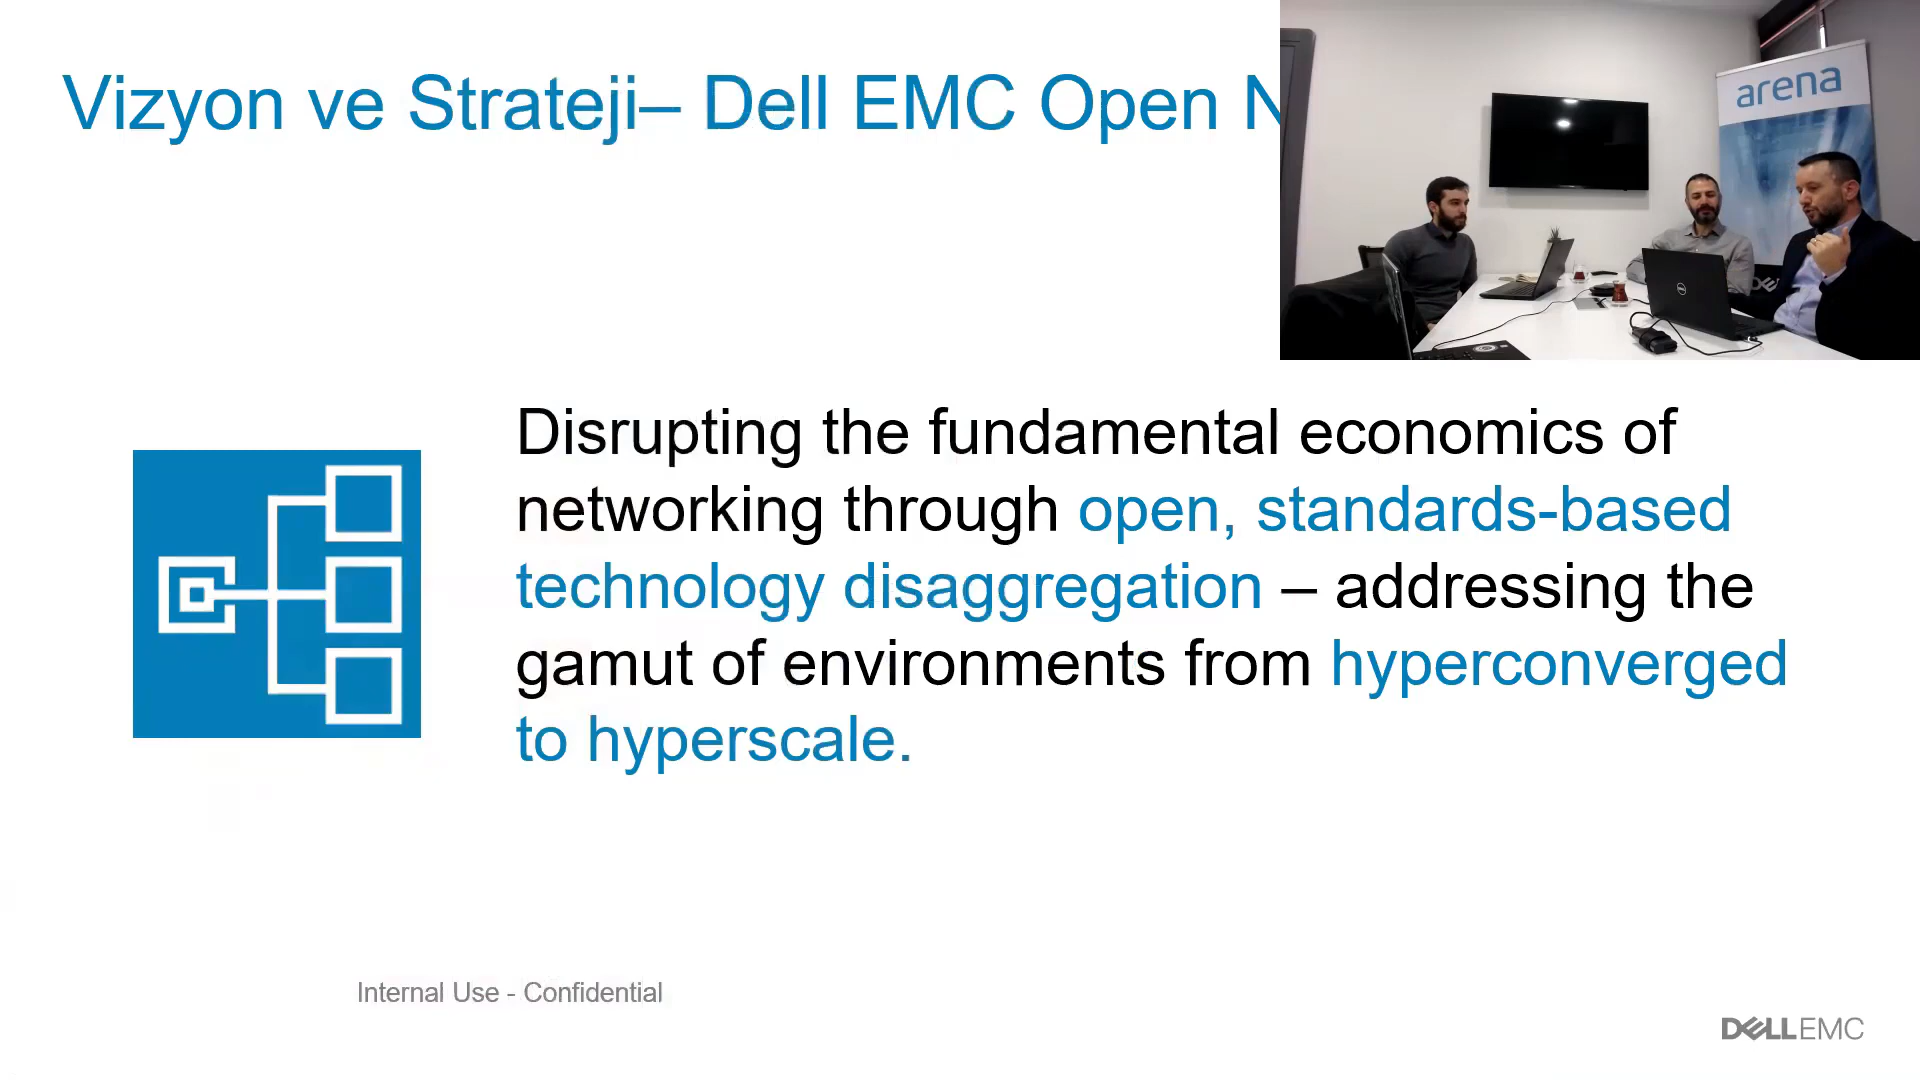 Vizyon ve Strateji– Dell EMC Open
arena
Disrupting the fundamental economics of
networking through open, standards-based
technology disaggregation – addressing the
gamut of environments from hyperconverged
to hyperscale.
Internal Use - Confidential
DELLEMC